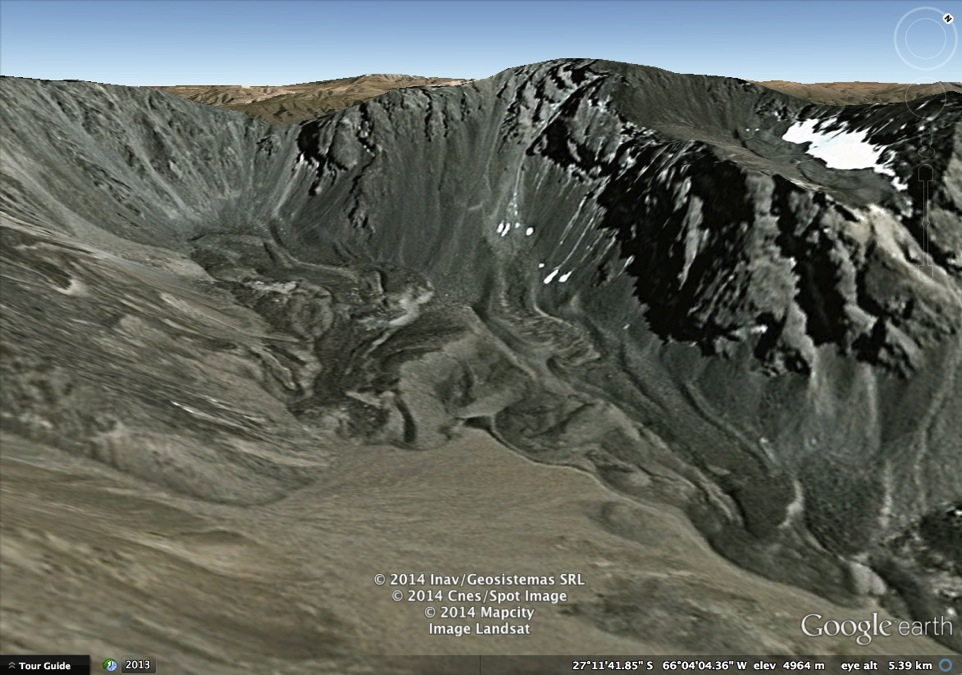 N
© 2014 Inav/Geosistemas SRL
© 2014 Cnes/Spot Image
© 2014 Mapcity
Image Landsat
Google earth
Tour Guide
2013
27°11'41.85" S 66°04'04.36" W elev 4964 m eye alt 5.39 km